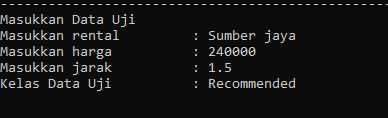 --------------------------------------------------
Masukkan Data Uji
Masukkan rental : Sumber jaya
Masukkan harga : 240000
Masukkan jarak : 1.5
Kelas Data Uji : Recommended